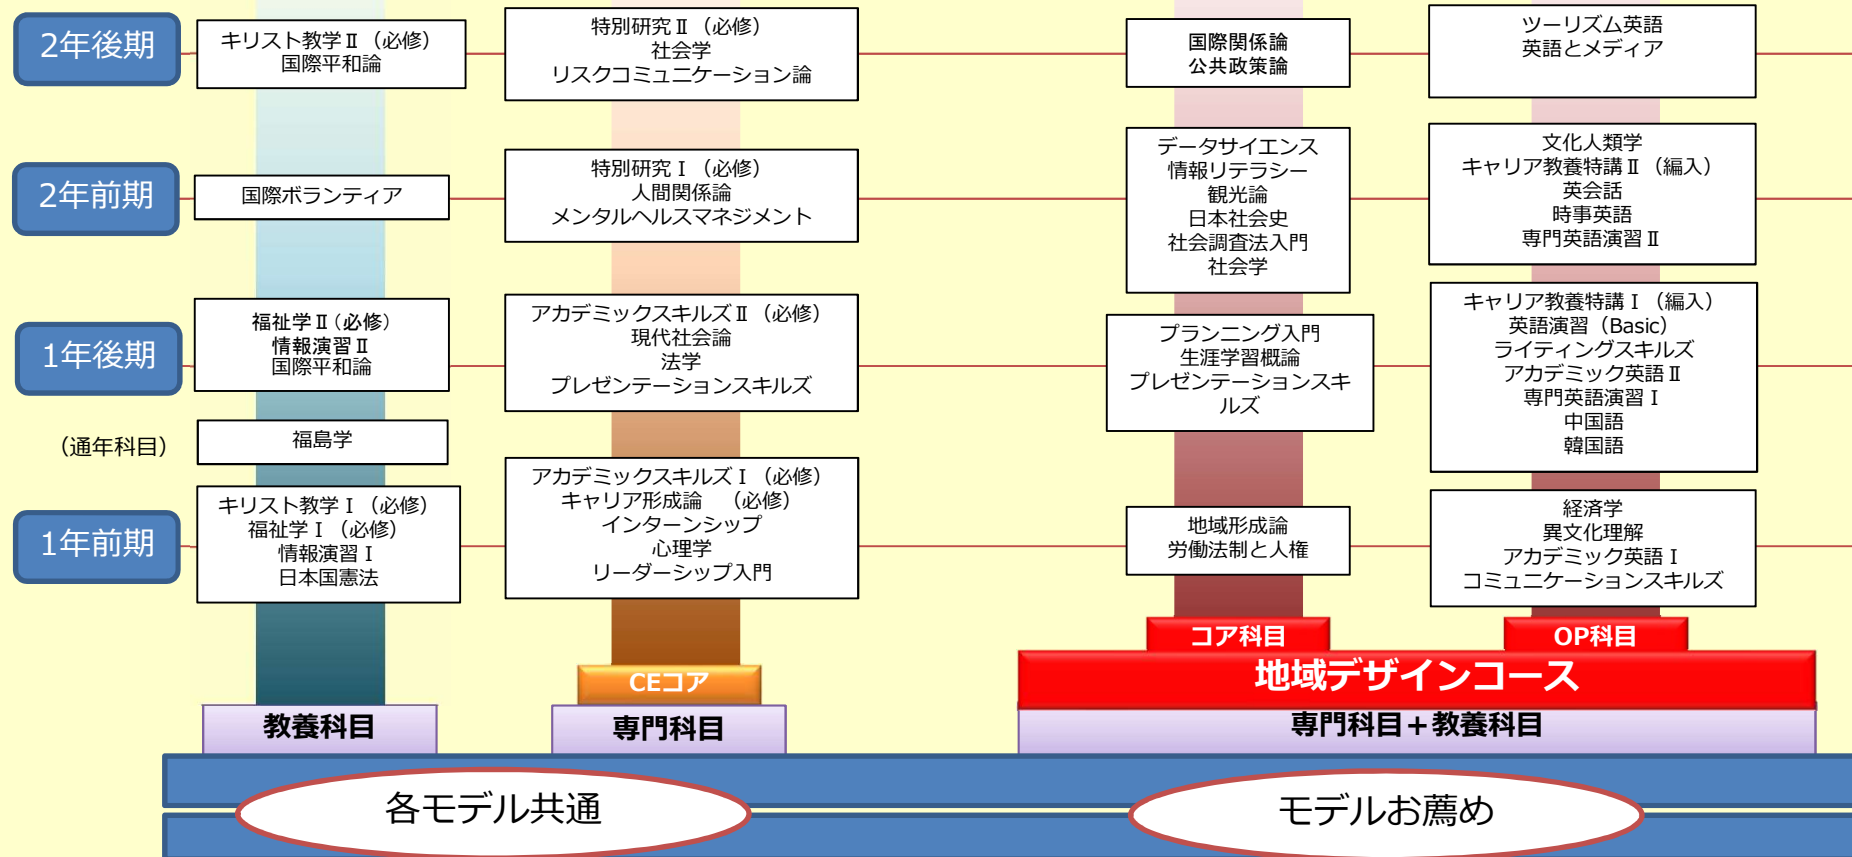 2年後期
キリスト教学Ⅱ（必修）
国際平和論
特別研究Ⅱ（必修）
社会学
リスクコミュニケーション論
国際関係論
公共政策論
ツーリズム英語
英語とメディア
2年前期
国際ボランティア
特別研究Ⅰ（必修）
人間関係論
メンタルヘルスマネジメント
データサイエンス
情報リテラシー
観光論
日本社会史
社会調査法入門
社会学
文化人類学
キャリア教養特講Ⅱ（編入）
英会話
時事英語
専門英語演習Ⅱ
1年後期
福祉学Ⅱ（必修）
情報演習Ⅱ
国際平和論
アカデミックスキルズⅡ（必修）
現代社会論
法学
プレゼンテーションスキルズ
プランニング入門
生涯学習概論
プレゼンテーションスキ
ルズ
キャリア教養特講Ⅰ（編入）
英語演習（Basic）
ライティングスキルズ
アカデミック英語Ⅱ
専門英語演習Ⅰ
中国語
韓国語
（通年科目）
福島学
1年前期
キリスト教学Ⅰ（必修）
福祉学Ⅰ（必修）
情報演習Ⅰ
日本国憲法
アカデミックスキルズⅠ（必修）
キャリア形成論　（必修）
インターンシップ
心理学
リーダーシップ入門
地域形成論
労働法制と人権
経済学
異文化理解
アカデミック英語Ⅰ
コミュニケーションスキルズ
コア科目
OP科目
CEコア
地域デザインコース
教養科目
専門科目
専門科目＋教養科目
各モデル共通
モデルお薦め